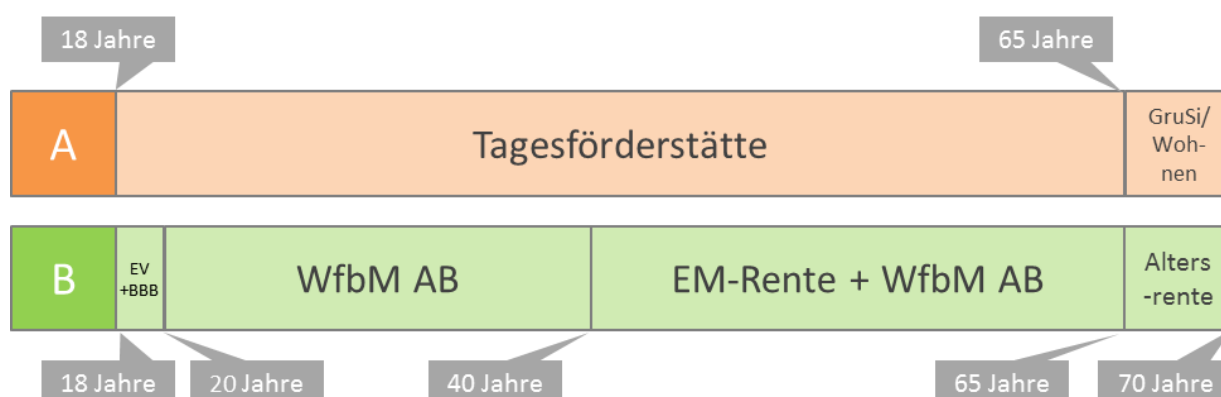 18 Jahre
65 Jahre
A
Tagesförderstätte
GruSi/
Woh-
nen
B
EV
+BBB
WfbM AB
EM-Rente + WfbM AB
Alters
-rente
18 Jahre
20 Jahre
40 Jahre
65 Jahre
70 Jahre